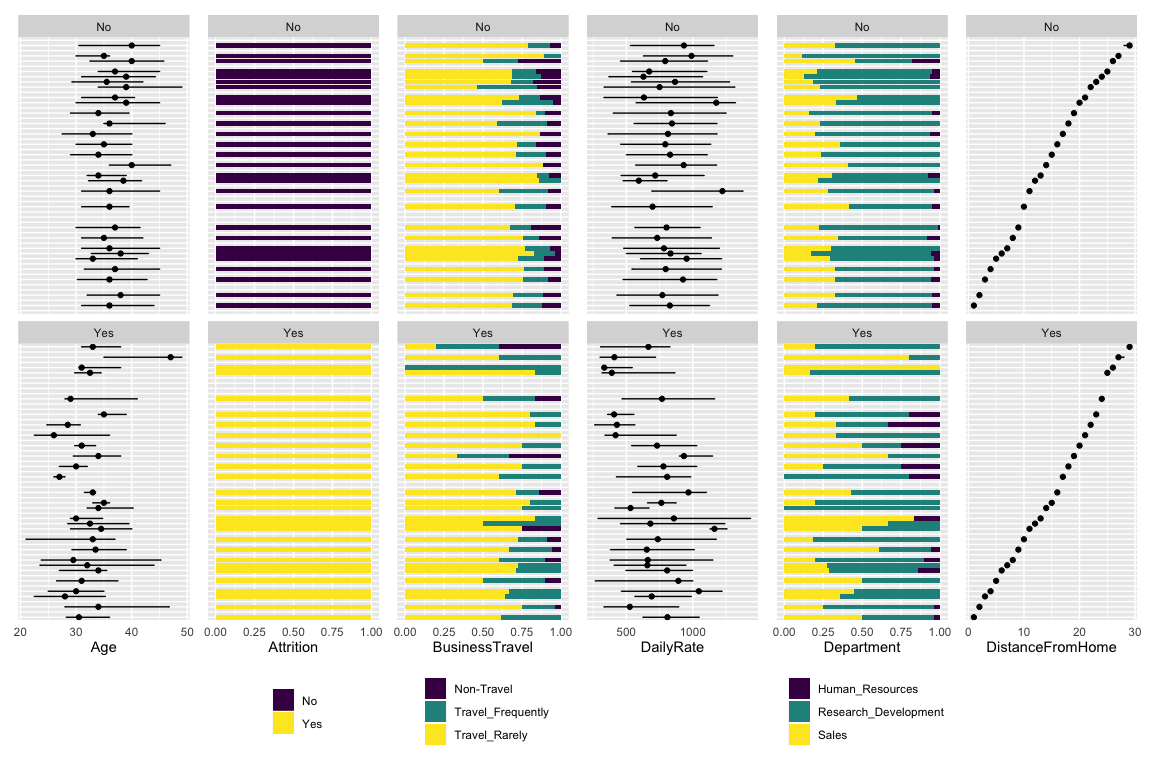 No No No No No No
Yes Yes Yes Yes Yes Yes
20 30 40 50 0.00 0.25 0.50 0.75 1.00 0.00 0.25 0.50 0.75 1.00 500 1000 0.00 0.25 0.50 0.75 1.00 0 10 20 30
Age Attrition BusinessTravel DailyRate Department DistanceFromHome
No
Yes
Non-Travel
Travel_Frequently
Travel_Rarely
Human_Resources
Research_Development
Sales